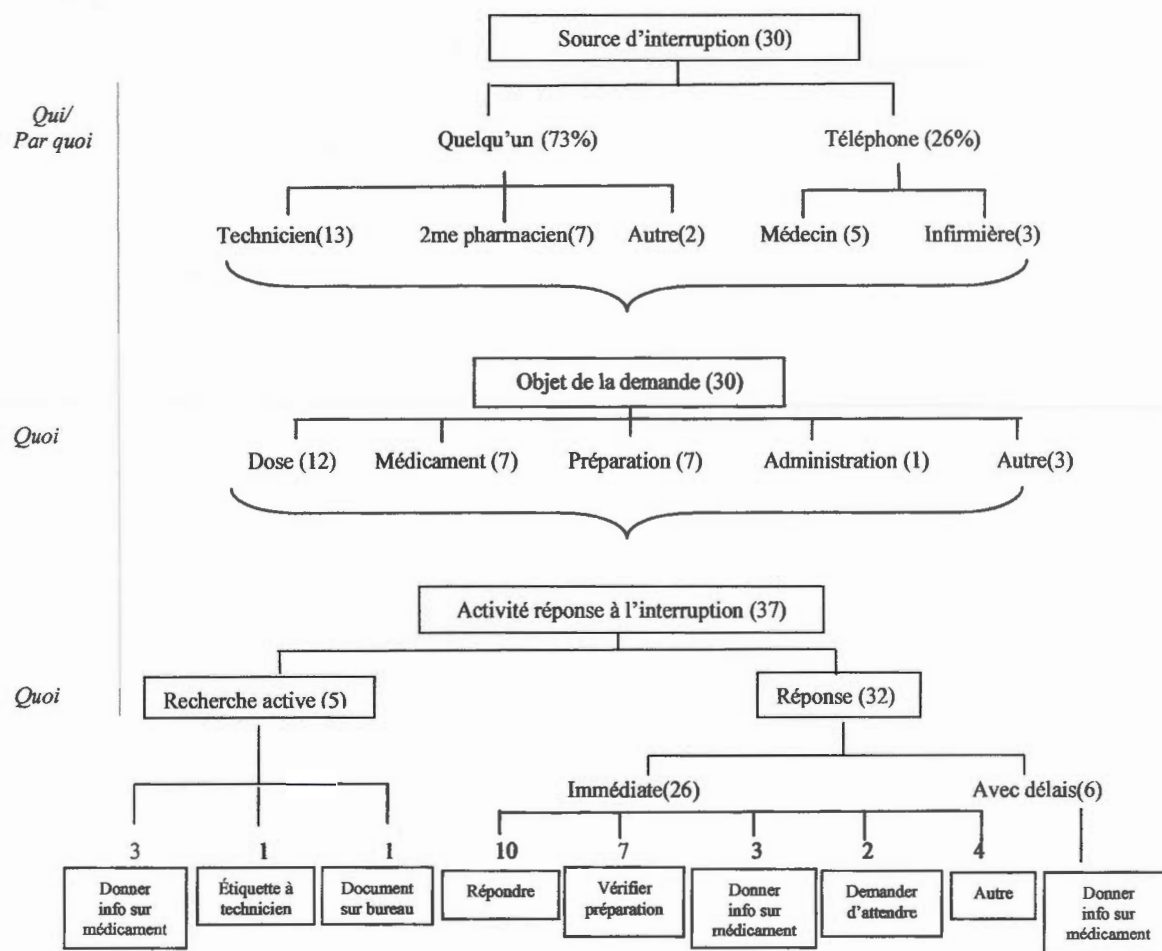 Source d'interruption (30)
Qui/
Par quoi
Quelqu'un (73%)
Téléphone (26%)
Technicien(13)
2me pharmacien(7)
Autre(2)
Médecin (5)
Infirmière(3)
Objet de la demande (30)
Quoi
Dose (12)
Médicament (7)
Préparation (7)
Administration (1)
Autre(3)
Activité réponse à l'interruption (37)
Quoi
Recherche active (5)
Réponse (32)
Immédiate(26)
Avec délais(6)
3
1
1
10
7
3
2
4
Donner
info sur
médicament
Étiquette à
technicien
Document
sur bureau
Répondre
Vérifier
préparation
Donner
info sur
médicament
Demander
d'attendre
Autre
Donner
info sur
médicament